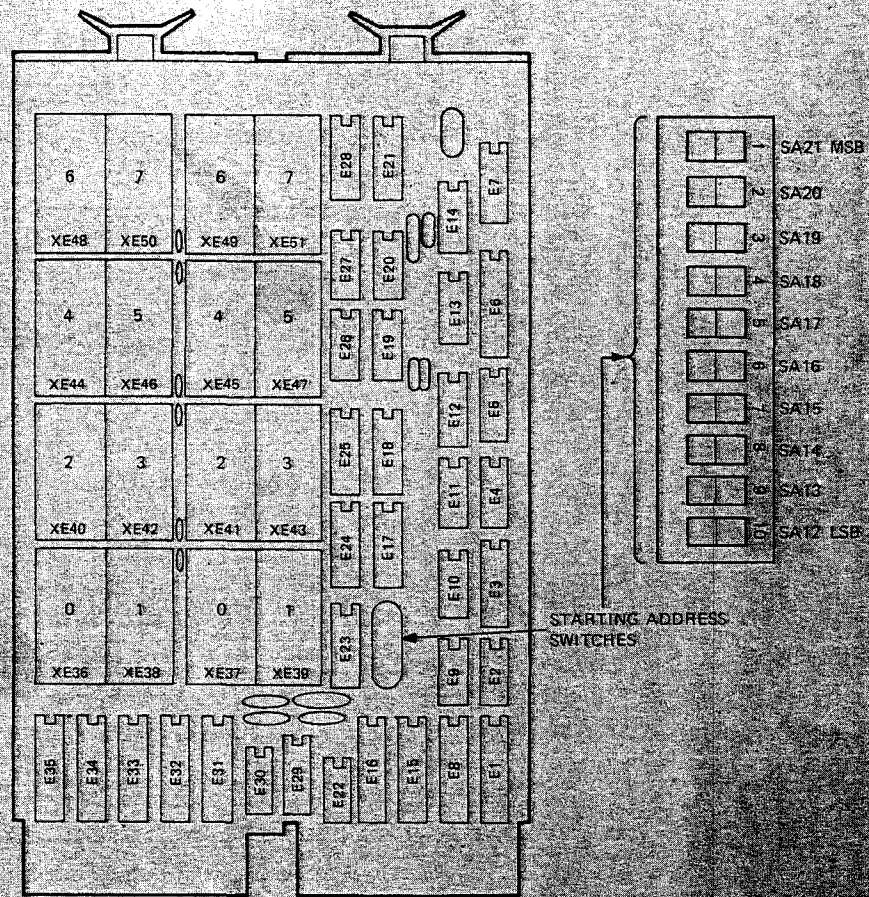 6 7 6 7
XE48 XE50 XE49 XE51
4 5 4 5
XE44 XE46 XE45 XE47
2 3 2 3
XE40 XE42 XE41 XE43
0 1 0 1
XE36 XE38 XE37 XE39
E28
E21
E7
E14
E27
E20
E13
E6
E26
E19
E12
E5
E25
E18
E11
E4
E24
E17
E10
E3
E23
E9
E2
E35
E34
E33
E32
E31
E30
E29
E22
E16
E15
E8
E1
1 SA21 MSB
2 SA20
3 SA19
4 SA18
5 SA17
6 SA16
7 SA15
8 SA14
9 SA13
10 SA12 LSB
STARTING ADDRESS
SWITCHES